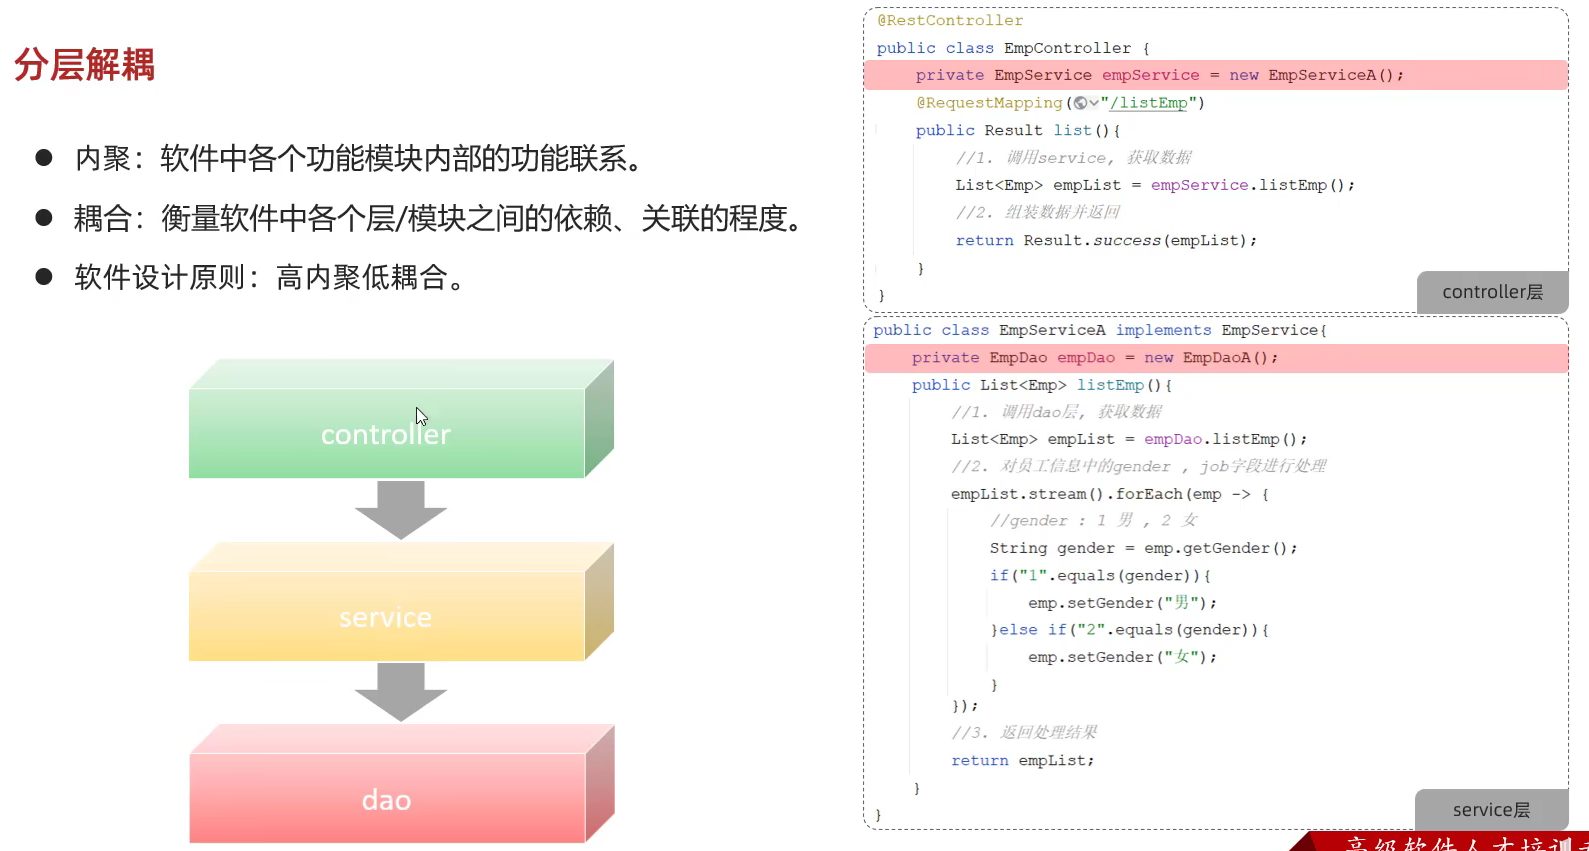 分层解耦
● 内聚：软件中各个功能模块内部的功能联系。
● 耦合：衡量软件中各个层/模块之间的依赖、关联的程度。
● 软件设计原则：高内聚低耦合。
controller
service
dao
@RestController
public class EmpController {
    private EmpService empService = new EmpServiceA();
    @RequestMapping("/listEmp")
    public Result list(){
        //1. 调用service, 获取数据
        List<Emp> empList = empService.listEmp();
        //2. 组装数据并返回
        return Result.success(empList);
    }
}
controller层
public class EmpServiceA implements EmpService{
    private EmpDao empDao = new EmpDaoA();
    public List<Emp> listEmp(){
        //1. 调用dao层, 获取数据
        List<Emp> empList = empDao.listEmp();
        //2. 对员工信息中的gender , job字段进行处理
        empList.stream().forEach(emp -> {
            //gender : 1 男 , 2 女
            String gender = emp.getGender();
            if("1".equals(gender)){
                emp.setGender("男");
            }else if("2".equals(gender)){
                emp.setGender("女");
            }
        });
        //3. 返回处理结果
        return empList;
    }
}
service层
高级软件人才培训